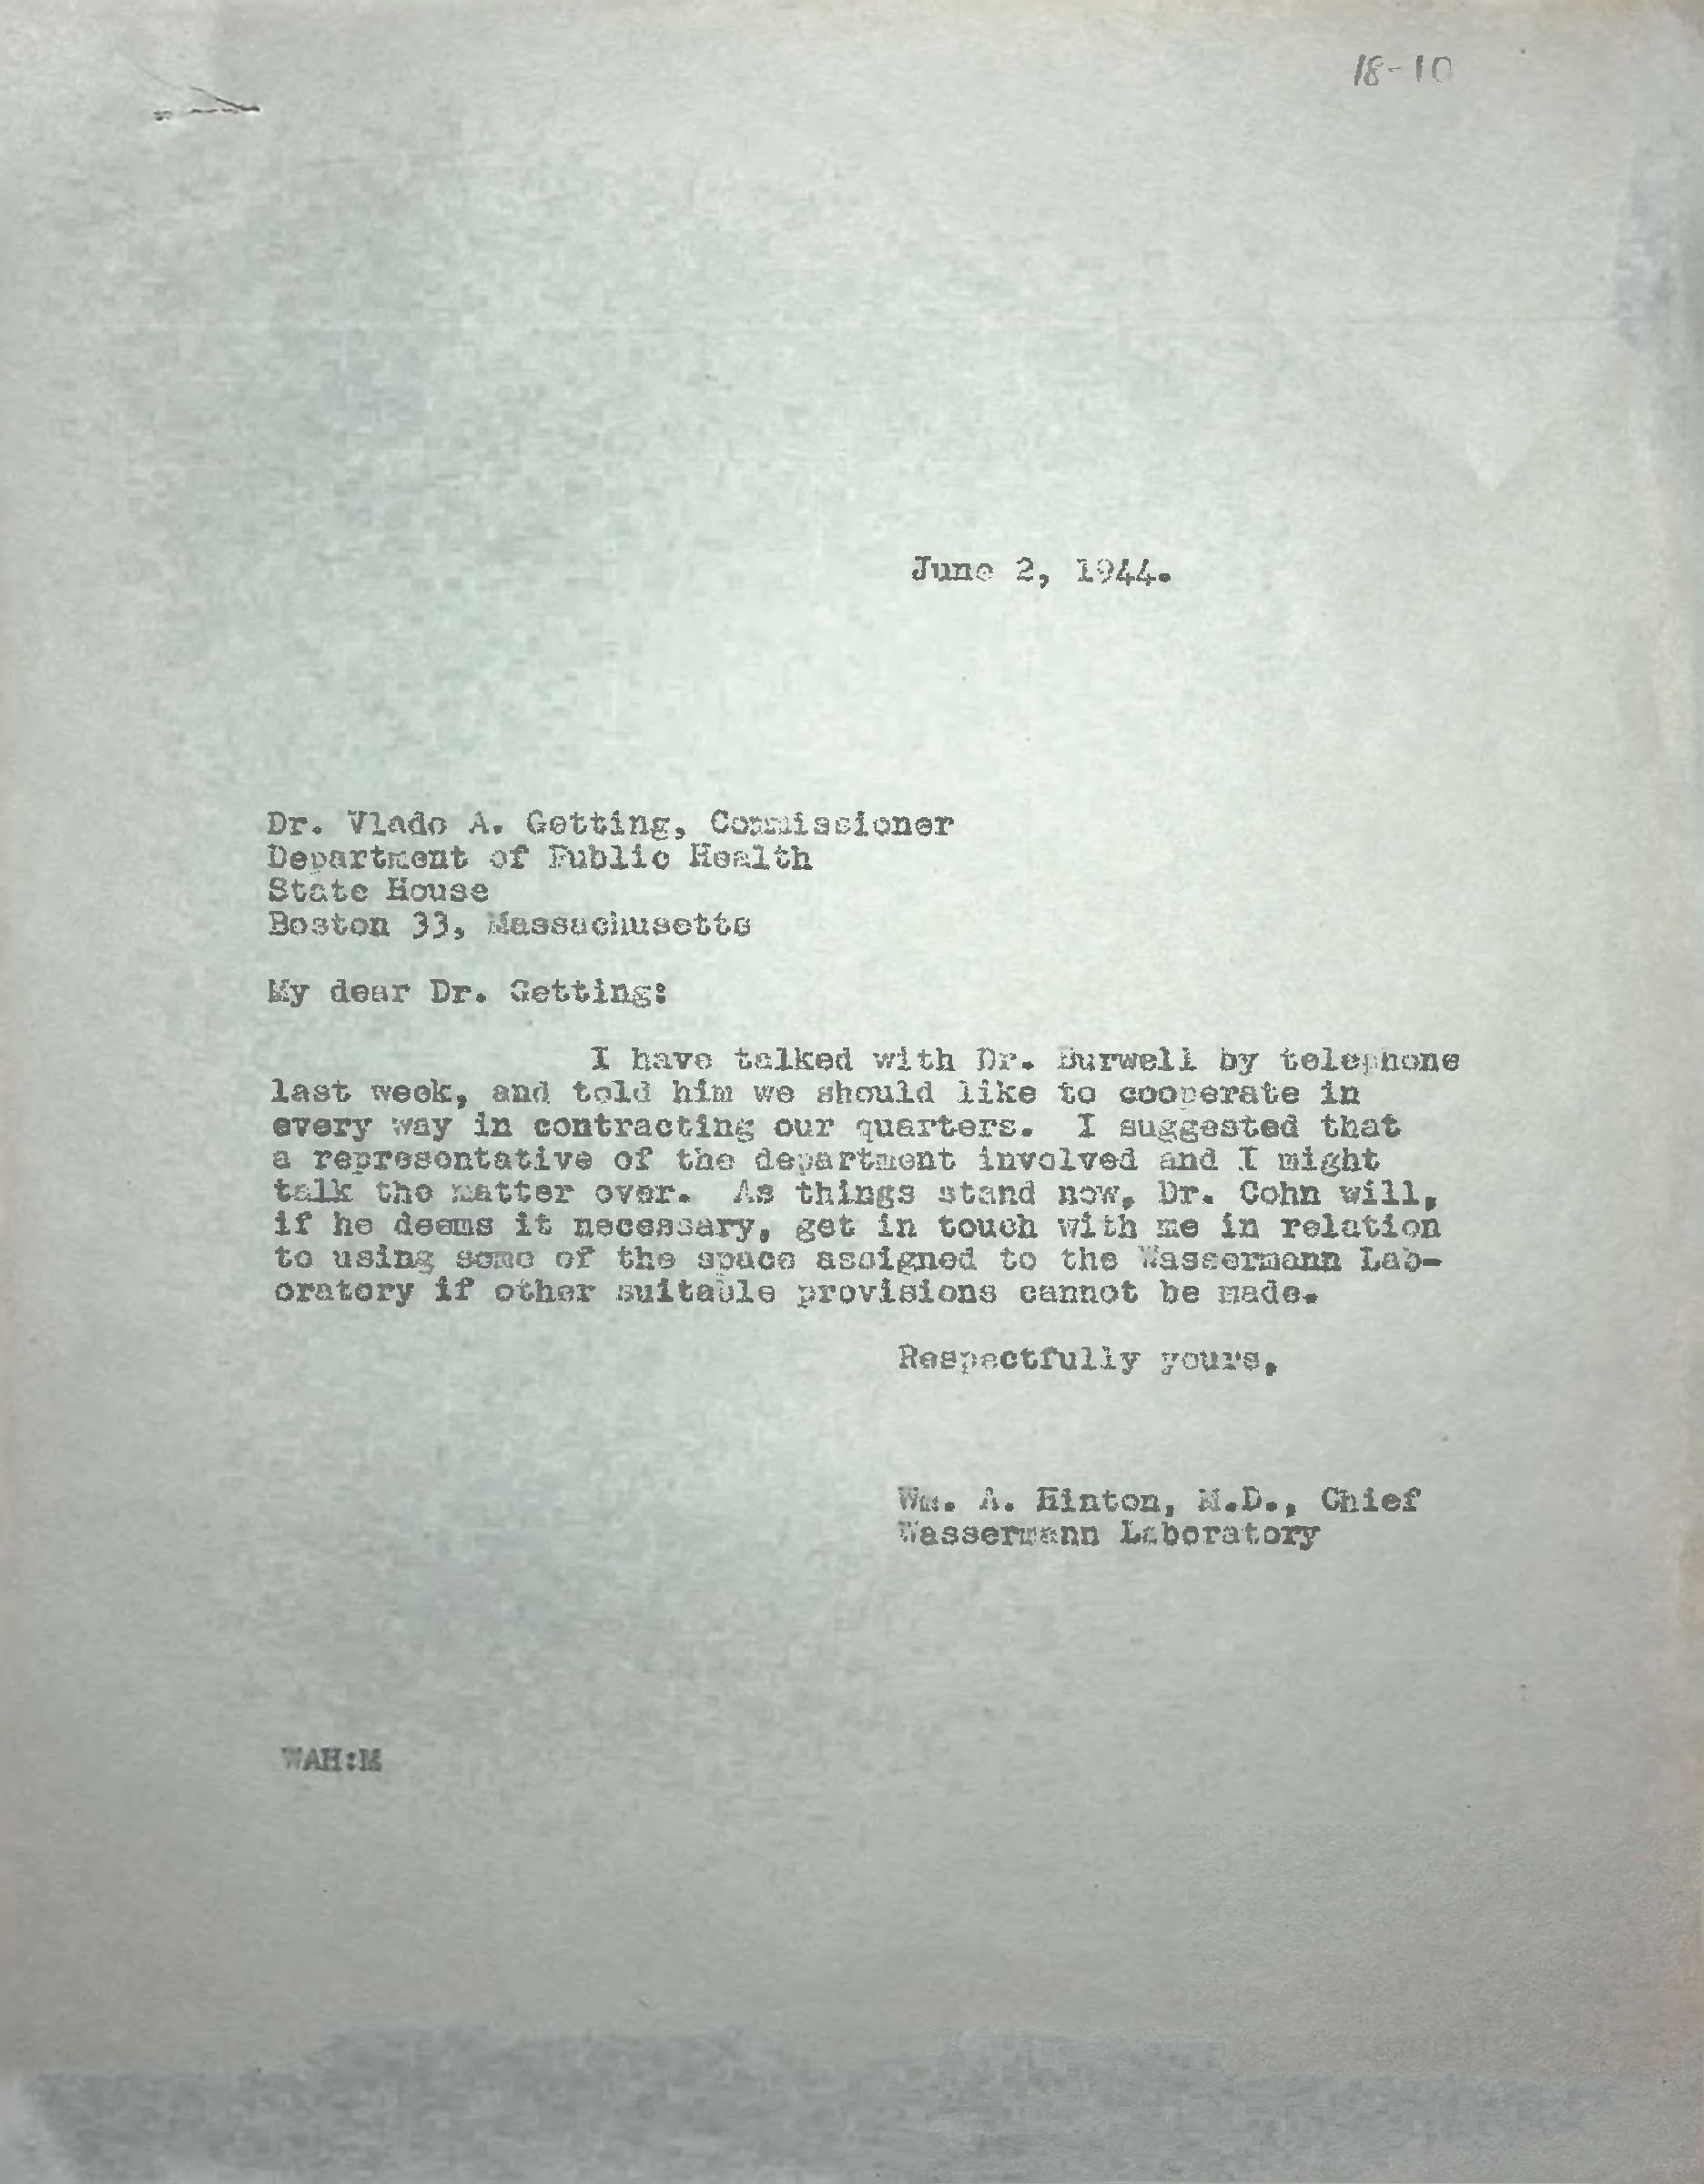 18-10
June 2, 1944.
Dr. Vlado A. Getting, Commissioner
Department of Public Health
State House
Boston 33, Massachusetts
My dear Dr. Getting:
I have talked with Dr. Burwell by telephone
last week, and told him we should like to cooperate in
every way in contracting our quarters. I suggested that
a representative of the department involved and I might
talk the matter over. As things stand now, Dr. Cohn will,
if he deems it necessary, get in touch with me in relation
to using some of the space assigned to the Wassermann Lab-
oratory if other suitable provisions cannot be made.
Respectfully yours,
Wm. A. Hinton, M.D., Chief
Wassermann Laboratory
WAH:M